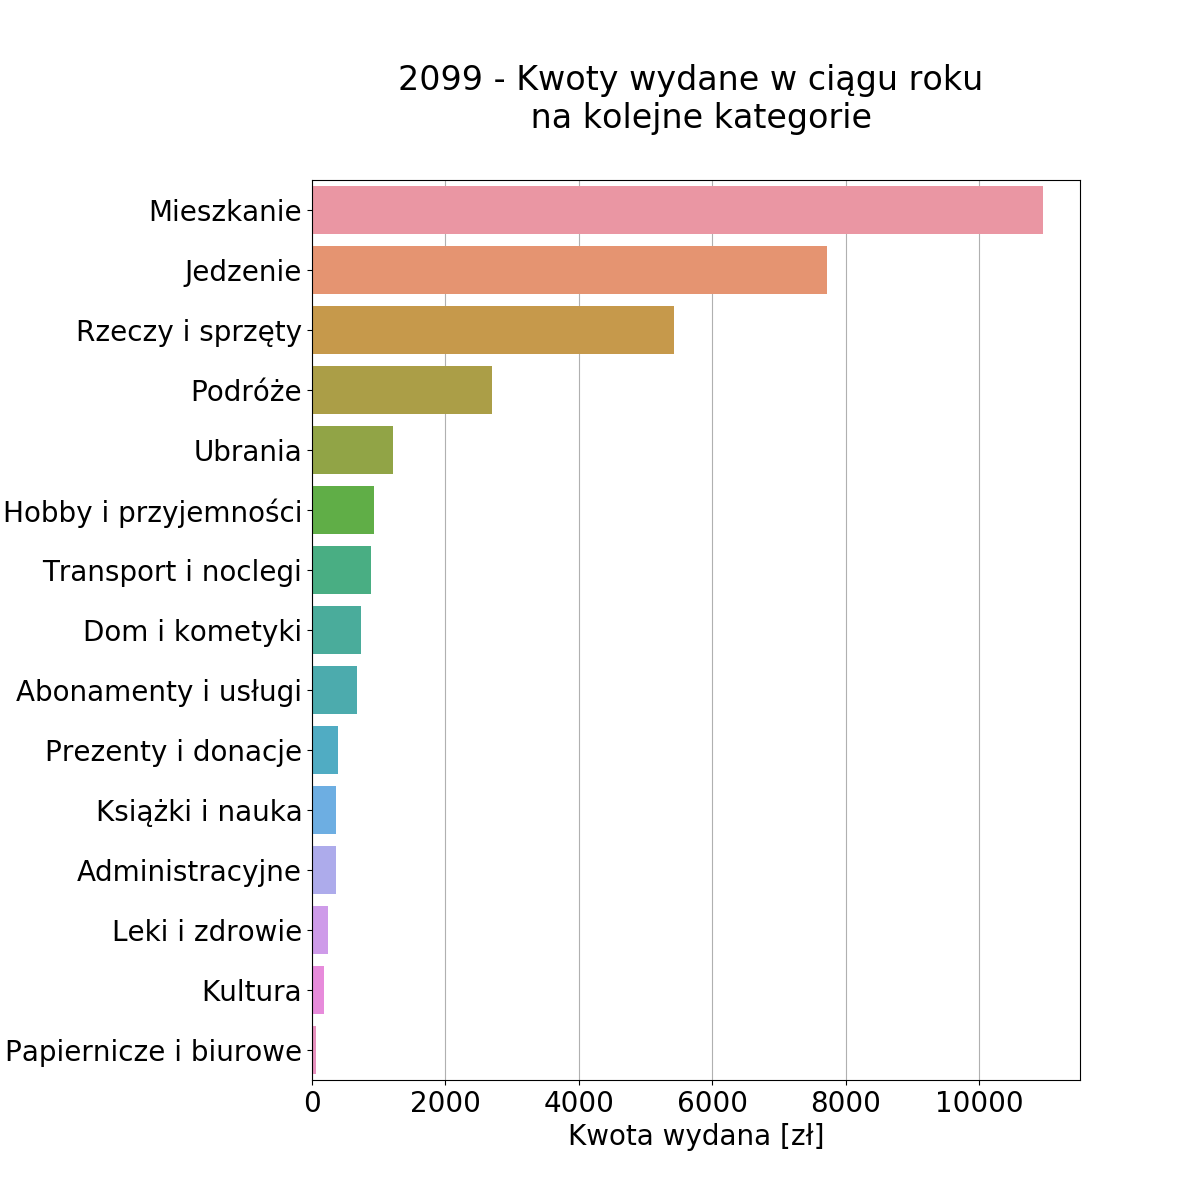 2099 - Kwoty wydane w ciągu roku
na kolejne kategorie
Mieszkanie
Jedzenie
Rzeczy i sprzęty
Podróże
Ubrania
Hobby i przyjemności
Transport i noclegi
Dom i kometyki
Abonamenty i usługi
Prezenty i donacje
Książki i nauka
Administracyjne
Leki i zdrowie
Kultura
Papiernicze i biurowe
0 2000 4000 6000 8000 10000
Kwota wydana [zł]